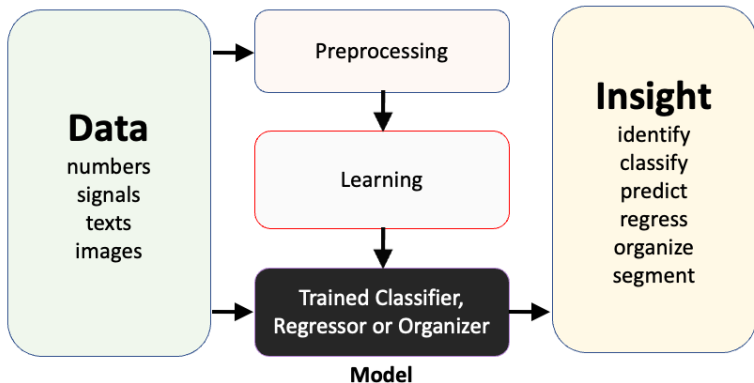 Data
numbers
signals
texts
images
Preprocessing
Learning
Trained Classifier,
Regressor or Organizer
Model
Insight
identify
classify
predict
regress
organize
segment